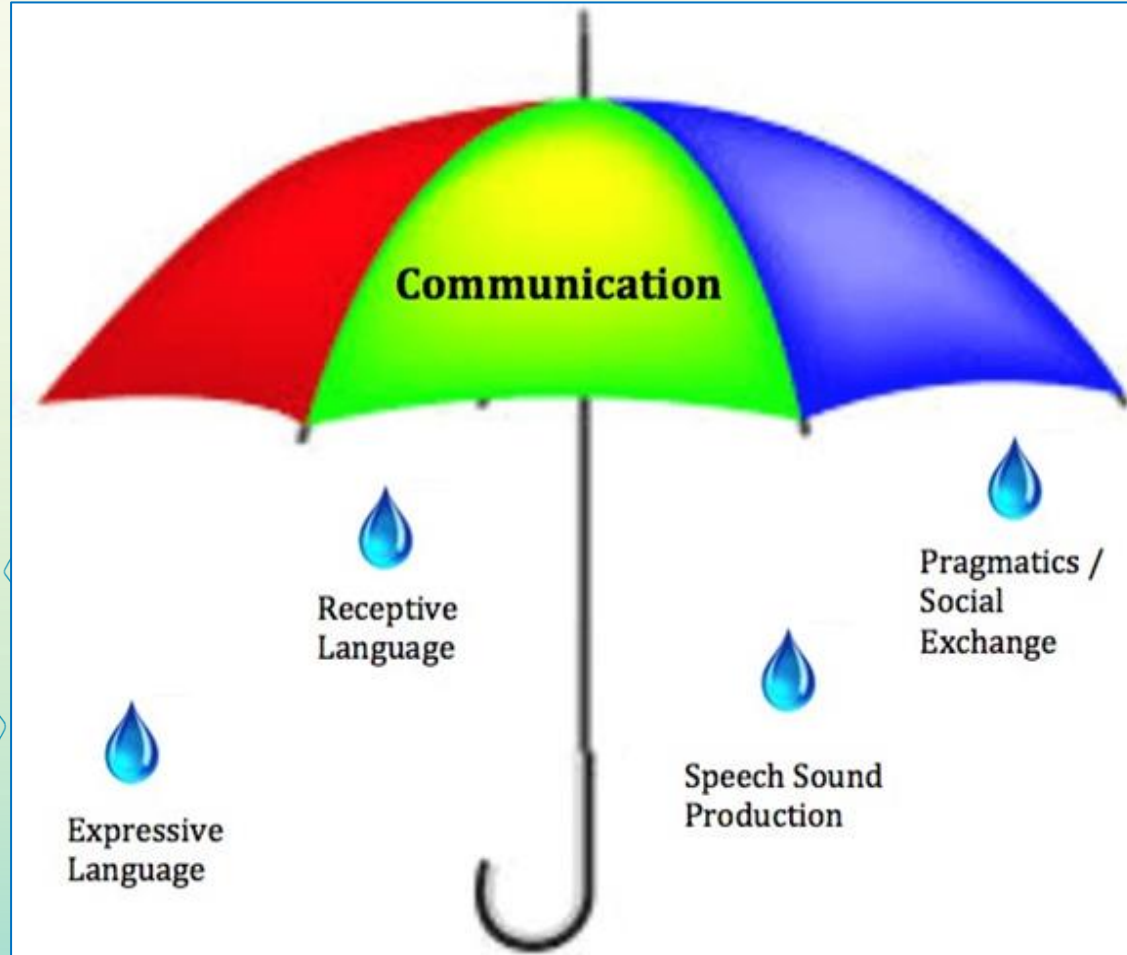 Communication
Receptive
Language
Pragmatics /
Social
Exchange
Expressive
Language
Speech Sound
Production